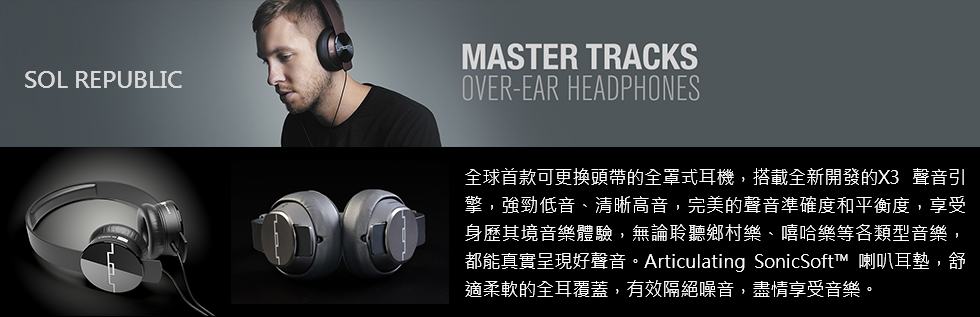 SOL REPUBLIC
MASTER TRACKS
OVER-EAR HEADPHONES
全球首款可更換頭帶的全罩式耳機，搭載全新開發的X3 聲音引
擎，強勁低音、清晰高音，完美的聲音準確度和平衡度，享受
身歷其境音樂體驗，無論聆聽鄉村樂、嘻哈樂等各類型音樂，
都能真實呈現好聲音。Articulating SonicSoft™ 喇叭耳墊，舒
適柔軟的全耳覆蓋，有效隔絕噪音，盡情享受音樂。